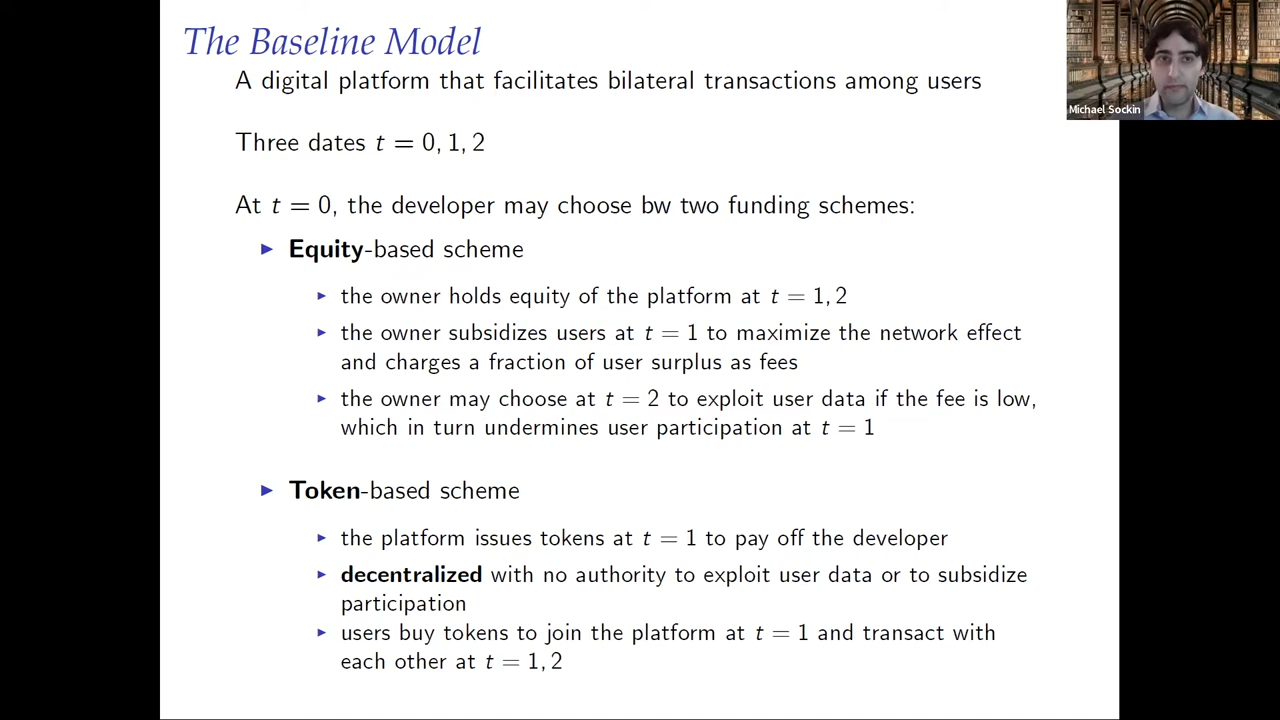 The Baseline Model
Michael Sockin
A digital platform that facilitates bilateral transactions among users
Three dates t = 0, 1, 2
At t = 0, the developer may choose bw two funding schemes:
▶ Equity-based scheme
▶ the owner holds equity of the platform at t = 1, 2
▶ the owner subsidizes users at t = 1 to maximize the network effect
and charges a fraction of user surplus as fees
▶ the owner may choose at t = 2 to exploit user data if the fee is low,
which in turn undermines user participation at t = 1
▶ Token-based scheme
▶ the platform issues tokens at t = 1 to pay off the developer
▶ decentralized with no authority to exploit user data or to subsidize
participation
▶ users buy tokens to join the platform at t = 1 and transact with
each other at t = 1, 2